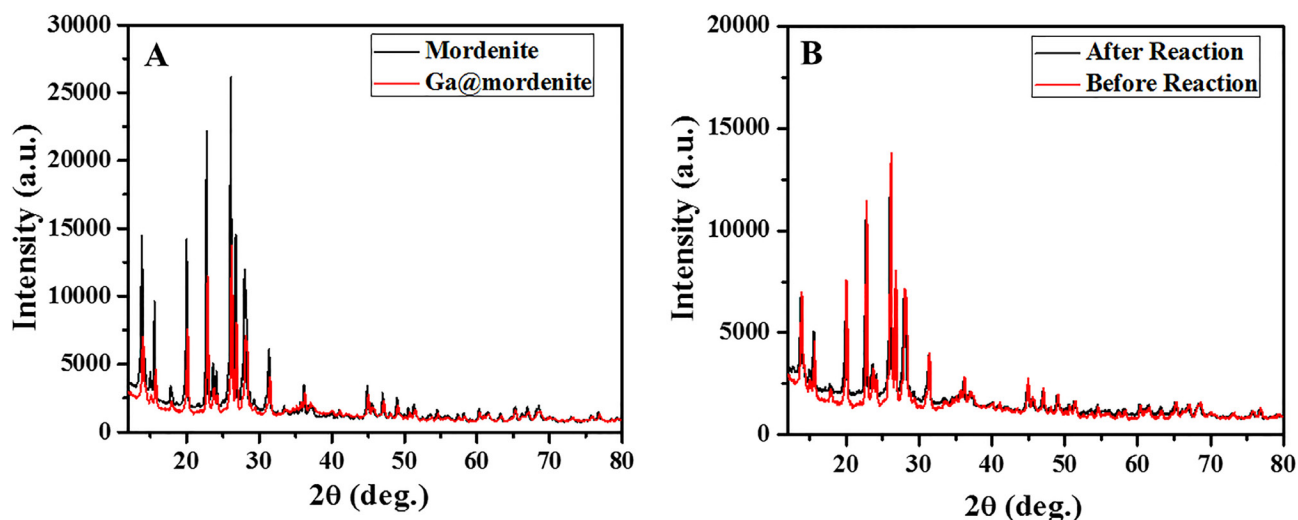 A
Mordenite
Ga@mordenite
Intensity (a.u.)
30000
25000
20000
15000
10000
5000
0
20 30 40 50 60 70 80
2θ (deg.)
B
After Reaction
Before Reaction
Intensity (a.u.)
20000
15000
10000
5000
0
20 30 40 50 60 70 80
2θ (deg.)